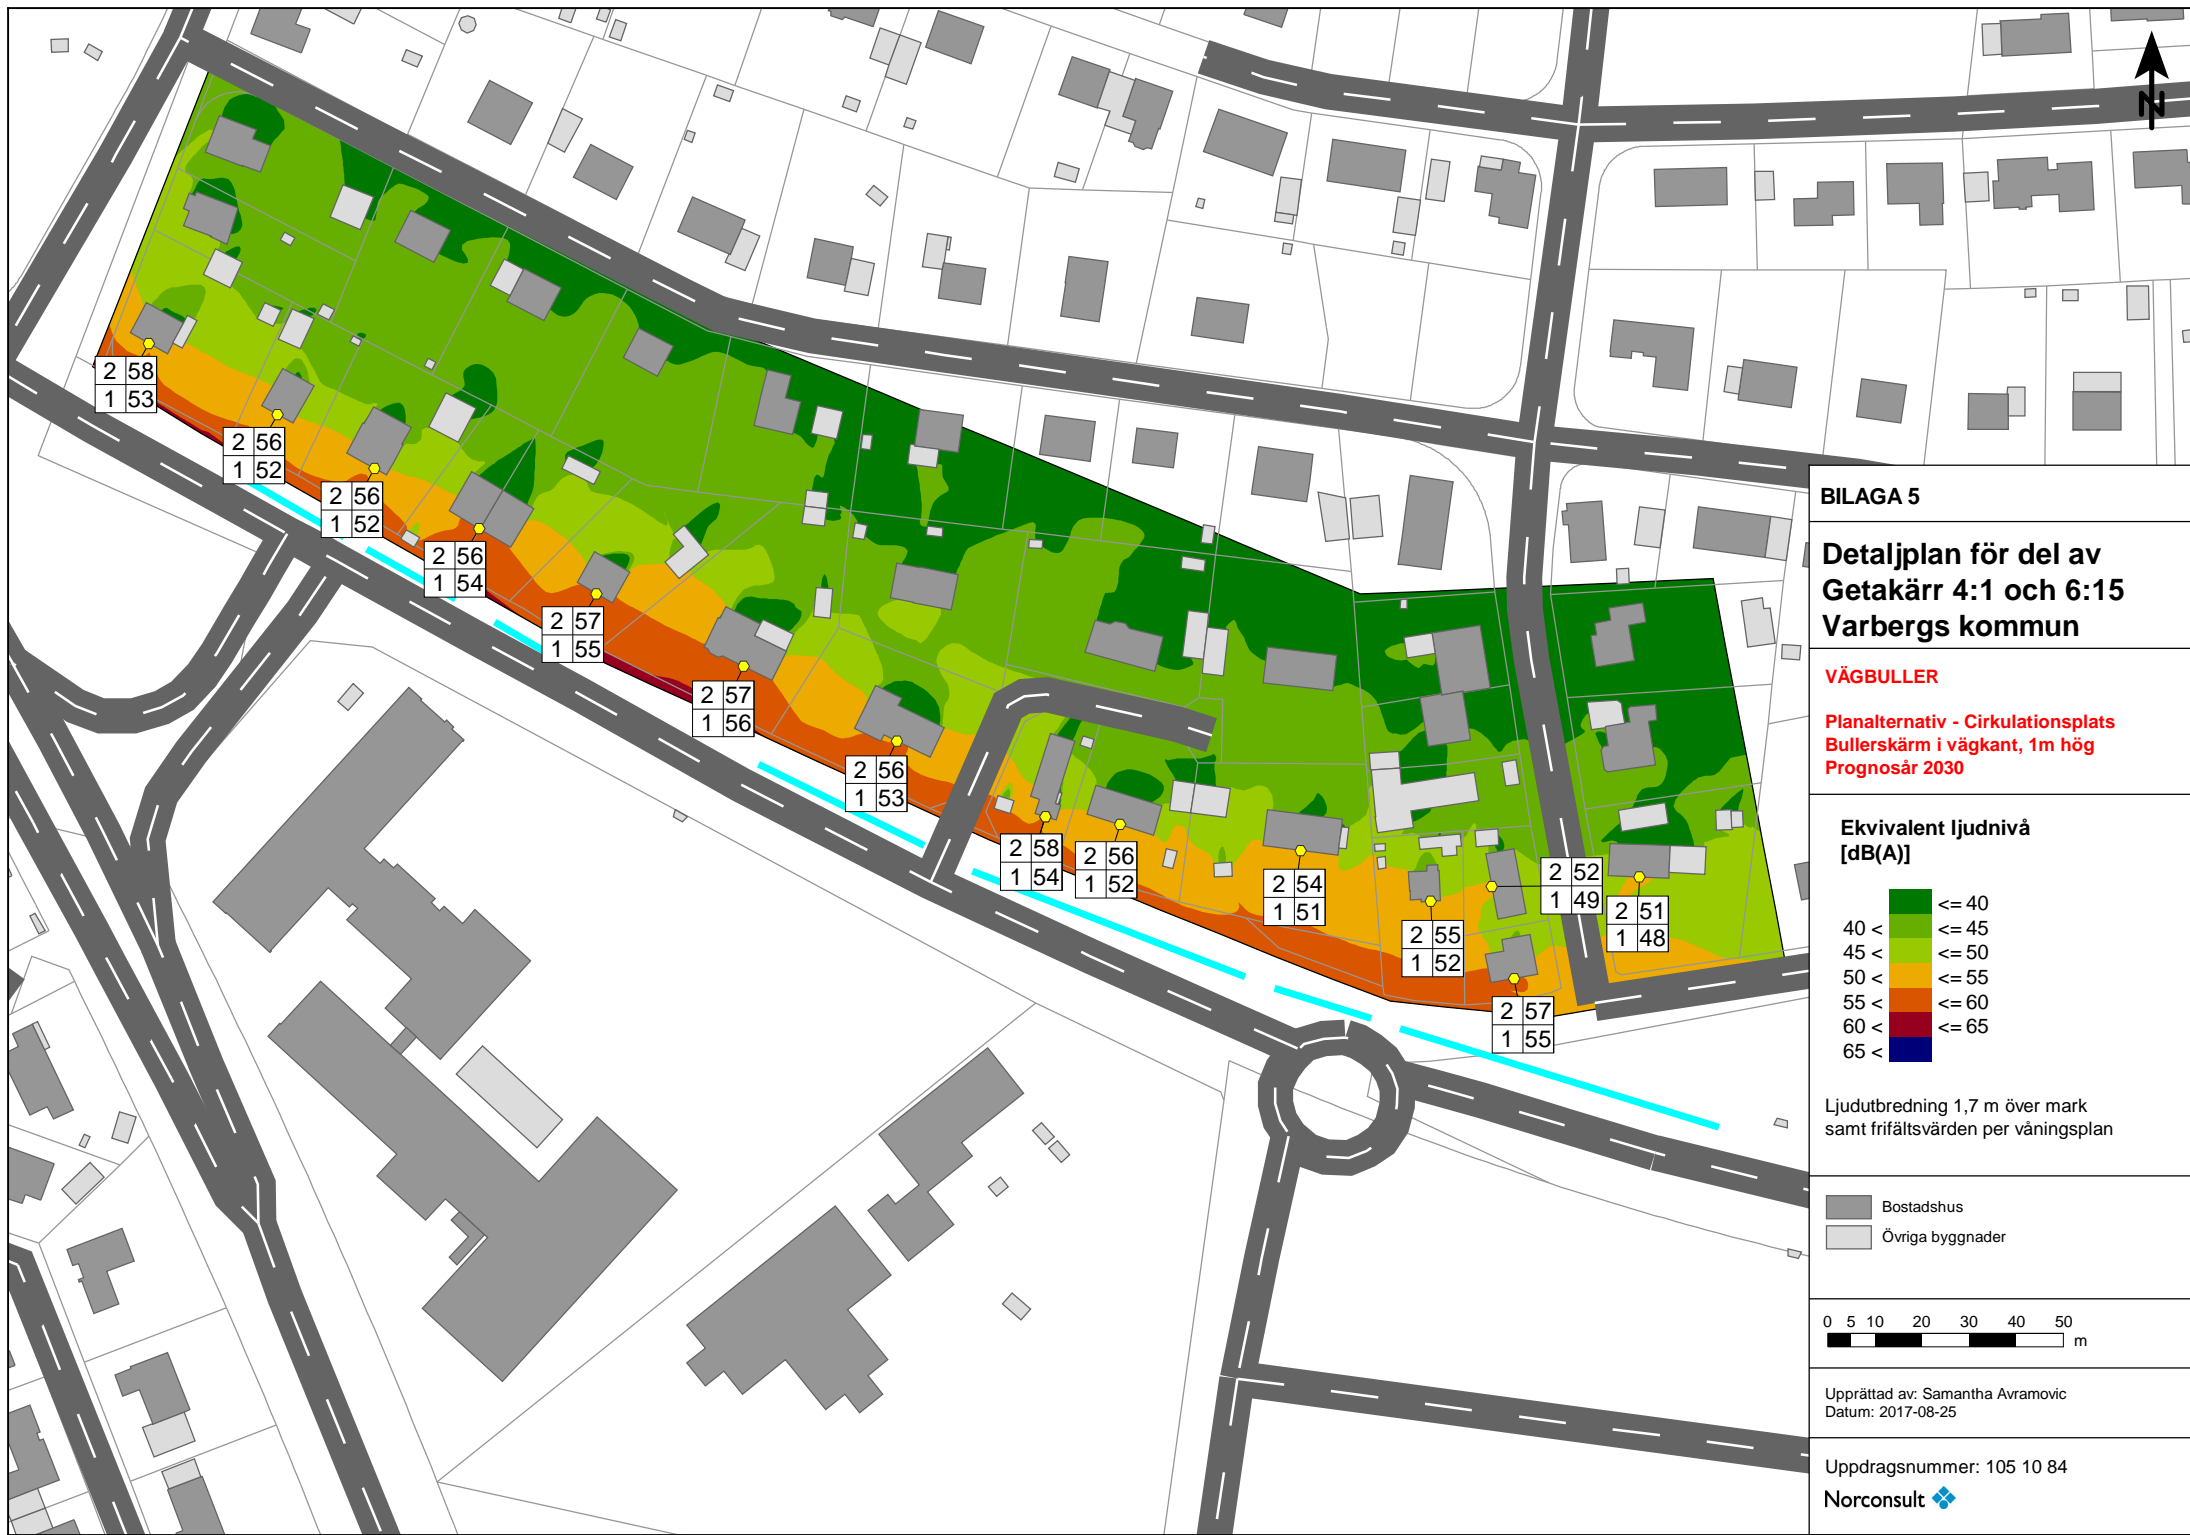 N
2 58
1 53
2 56
1 52
2 56
1 52
2 56
1 54
2 57
1 55
2 57
1 56
2 56
1 53
2 58
1 54
2 56
1 52
2 54
1 51
2 55
1 52
2 52
1 49
2 51
1 48
2 57
1 55
BILAGA 5
Detaljplan för del av
Getakärr 4:1 och 6:15
Varbergs kommun
VÄGBULLER
Planalternativ - Cirkulationsplats
Bullerskärm i vägkant, 1m hög
Prognosår 2030
Ekvivalent ljudnivå
[dB(A)]
<= 40
40 < <= 45
45 < <= 50
50 < <= 55
55 < <= 60
60 < <= 65
65 <
Ljudutbredning 1,7 m över mark
samt frifältsvärden per våningsplan
Bostadshus
Övriga byggnader
0 5 10 20 30 40 50
m
Upprättad av: Samantha Avramovic
Datum: 2017-08-25
Uppdragsnummer: 105 10 84
Norconsult